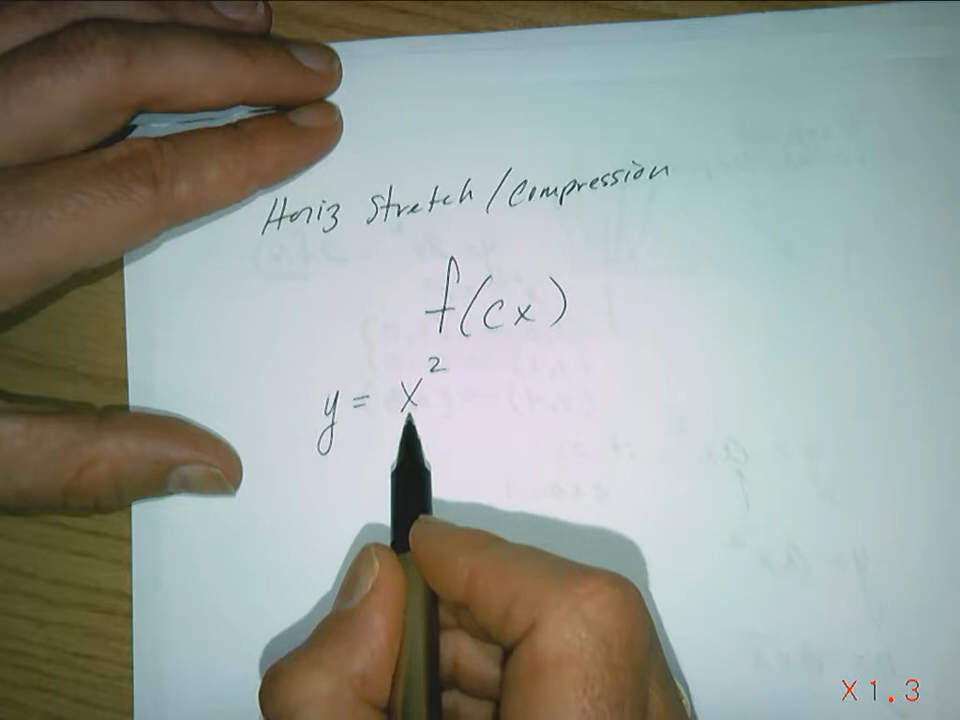 Horiz Stretch / Compression
f(cx)
y = x²
X1.3